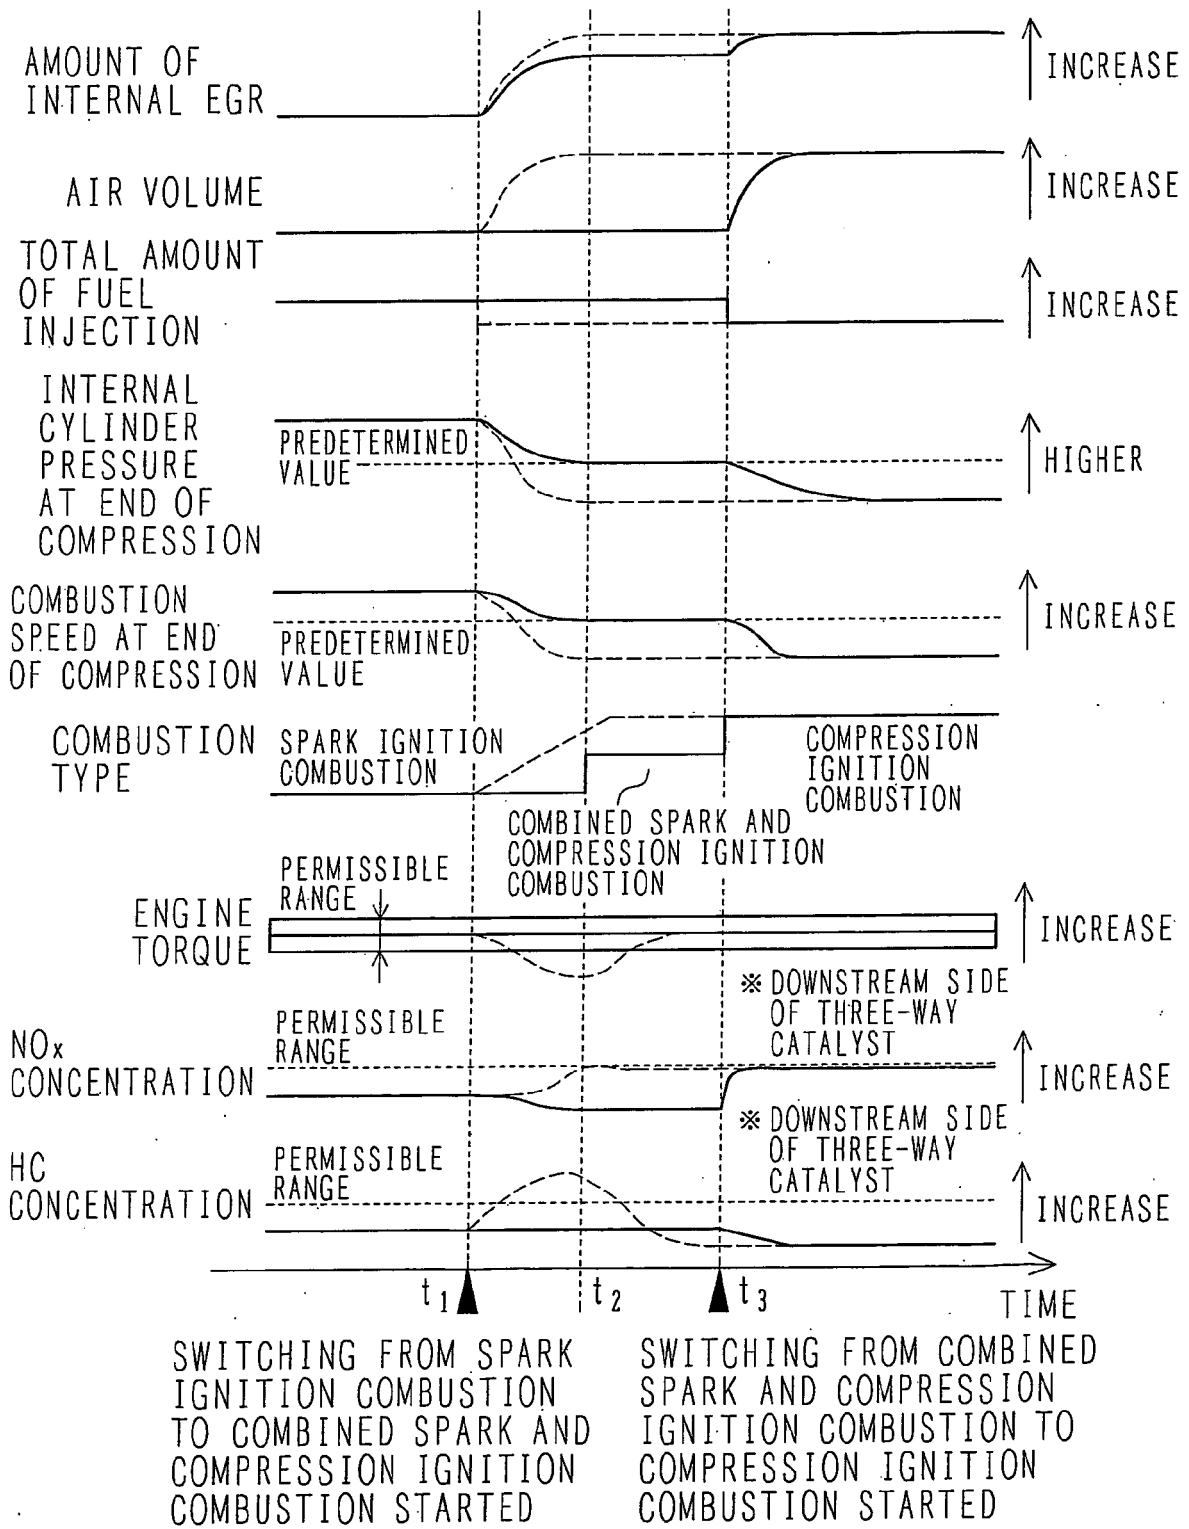 AMOUNT OF
INTERNAL EGR
INCREASE
AIR VOLUME
INCREASE
TOTAL AMOUNT
OF FUEL
INJECTION
INCREASE
INTERNAL
CYLINDER
PRESSURE
AT END OF
COMPRESSION
PREDETERMINED
VALUE
HIGHER
COMBUSTION
SPEED AT END
OF COMPRESSION
PREDETERMINED
VALUE
INCREASE
COMBUSTION
TYPE
SPARK IGNITION
COMBUSTION
COMBINED SPARK AND
COMPRESSION IGNITION
COMBUSTION
COMPRESSION
IGNITION
COMBUSTION
ENGINE
TORQUE
PERMISSIBLE
RANGE
INCREASE
※ DOWNSTREAM SIDE
OF THREE-WAY
CATALYST
NOx
CONCENTRATION
PERMISSIBLE
RANGE
INCREASE
※ DOWNSTREAM SIDE
OF THREE-WAY
CATALYST
HC
CONCENTRATION
PERMISSIBLE
RANGE
INCREASE
t1
t2
t3
TIME
SWITCHING FROM SPARK
IGNITION COMBUSTION
TO COMBINED SPARK AND
COMPRESSION IGNITION
COMBUSTION STARTED
SWITCHING FROM COMBINED
SPARK AND COMPRESSION
IGNITION COMBUSTION TO
COMPRESSION IGNITION
COMBUSTION STARTED